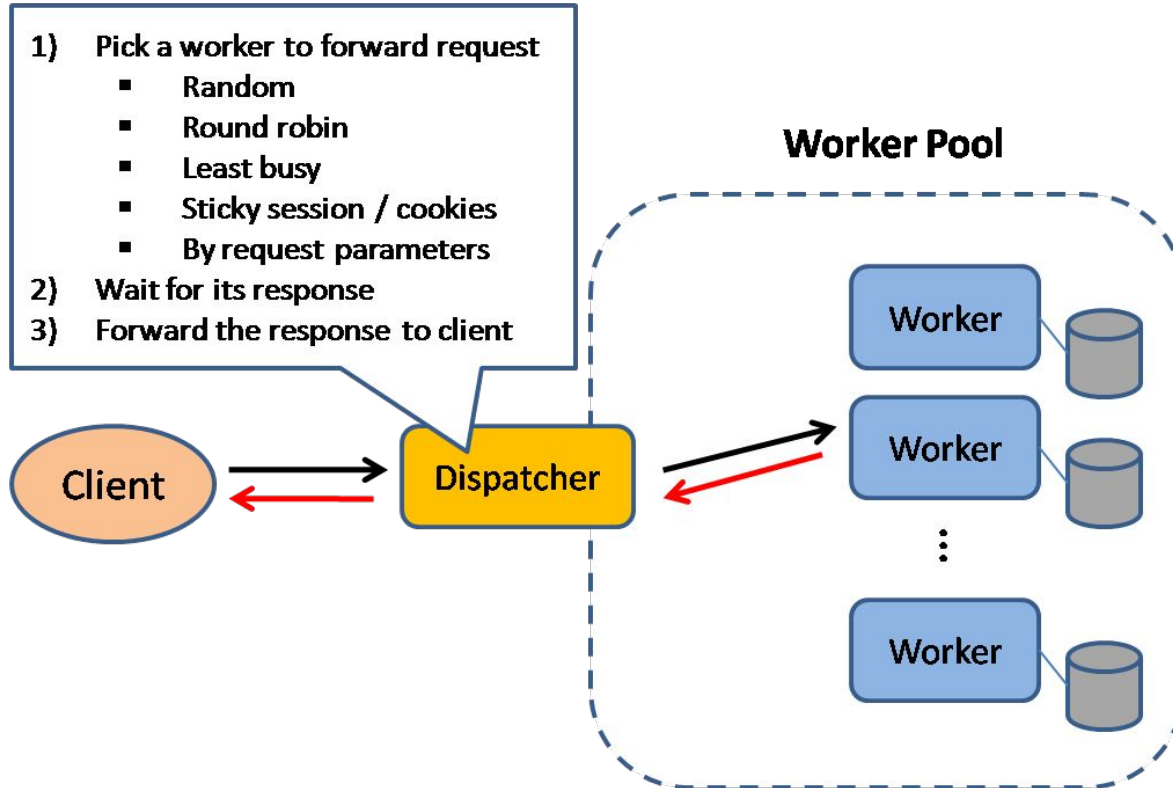 1) Pick a worker to forward request
▪ Random
▪ Round robin
▪ Least busy
▪ Sticky session / cookies
▪ By request parameters
2) Wait for its response
3) Forward the response to client
Worker Pool
Worker
Client
Dispatcher
Worker
⋮
Worker